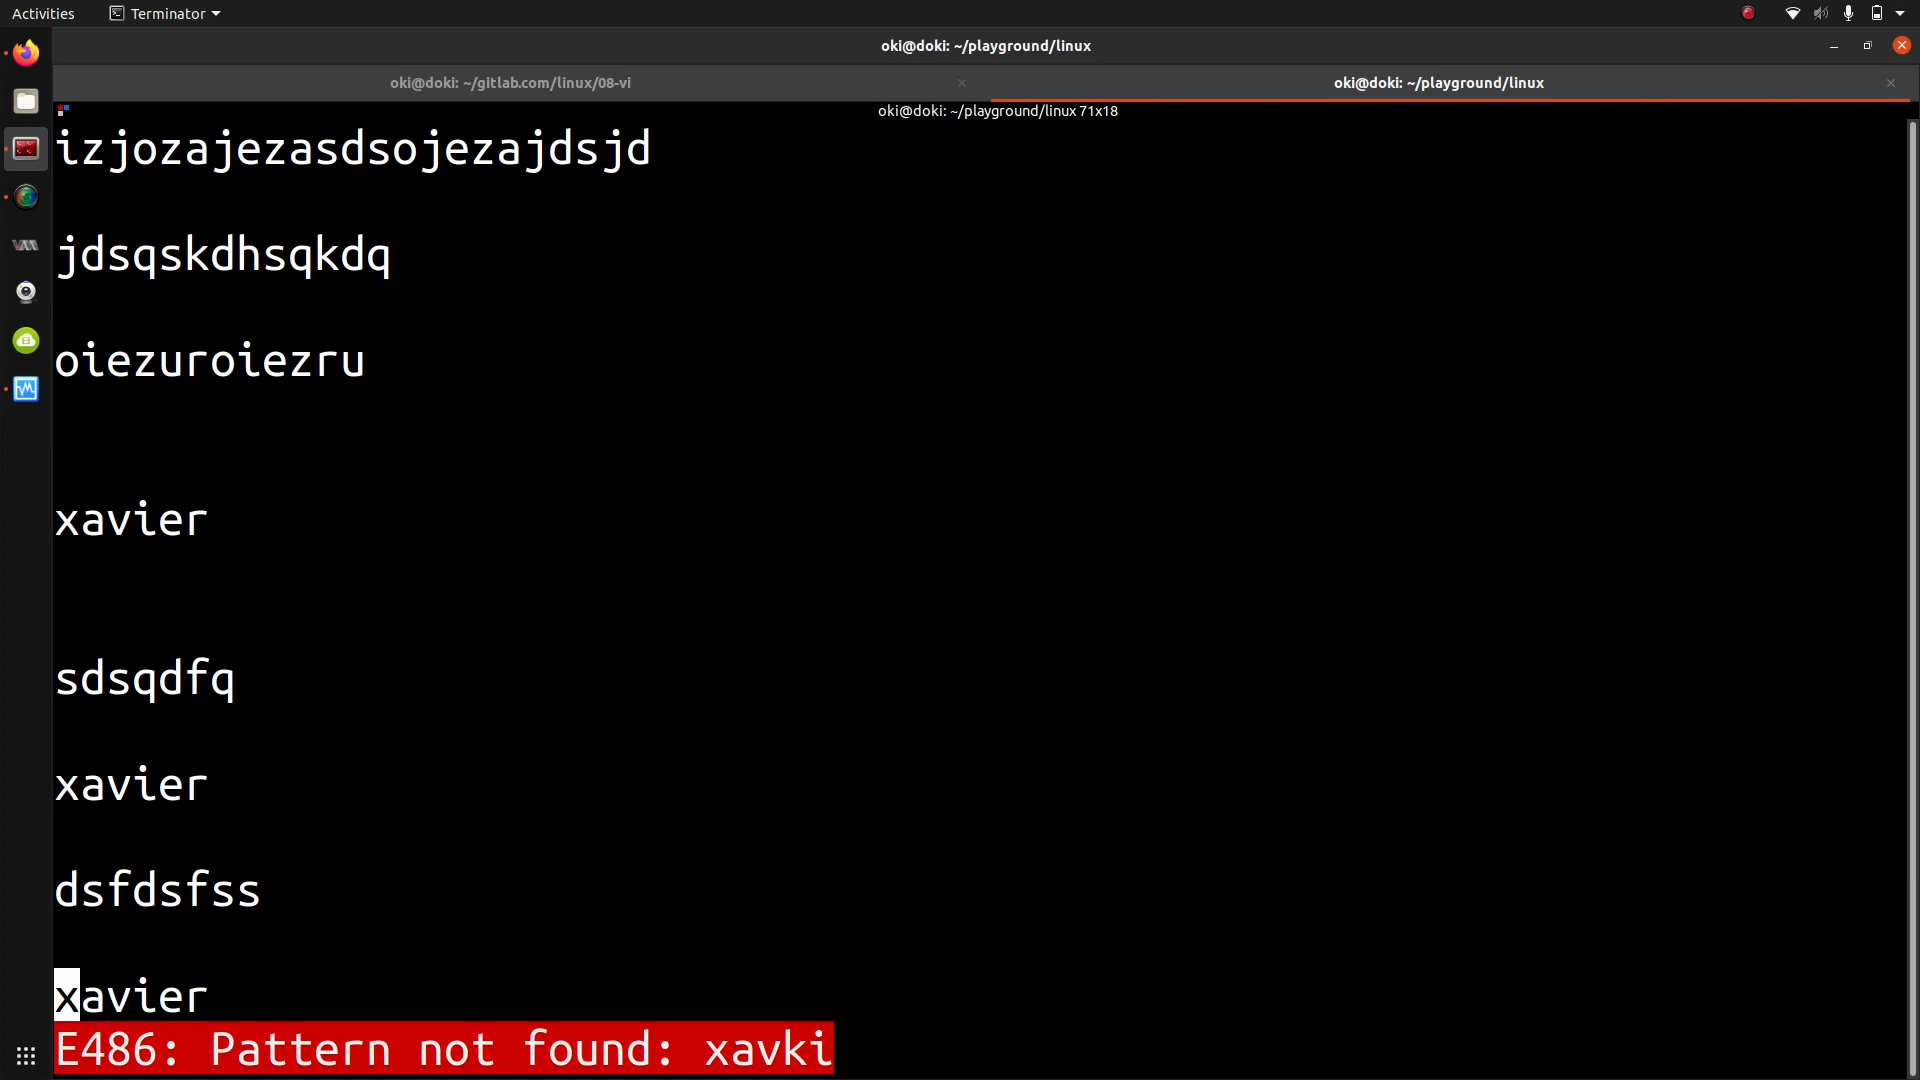 Activities
Terminator
oki@doki: ~/playground/linux
oki@doki: ~/gitlab.com/linux/08-vi
oki@doki: ~/playground/linux
oki@doki: ~/playground/linux 71x18
izjozajezasdsojezajdsjd
jdsqskdhsqkdq
oiezuroiezru
xavier
sdsqdfq
xavier
dsfdsfss
xavier
E486: Pattern not found: xavki